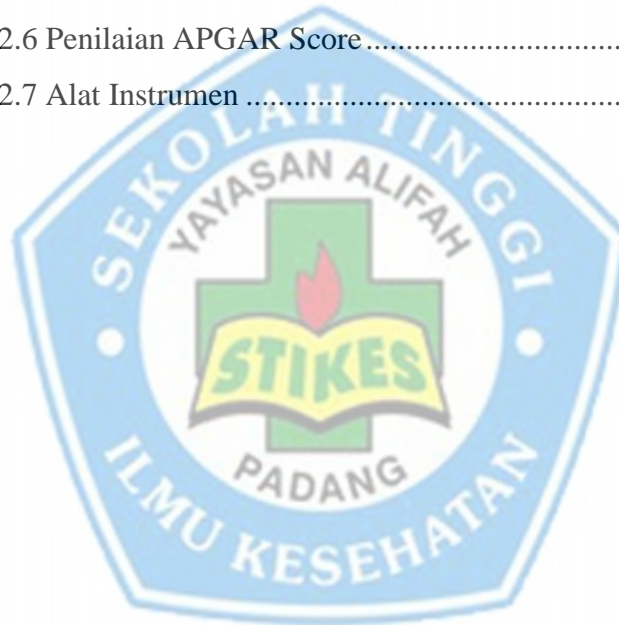 2.6 Penilaian APGAR Score.....................................
2.7 Alat Instrumen ................................................
SEKOLAH TINGGI
YAYASAN ALIFAH
STIKES
PADANG
ILMU KESEHATAN